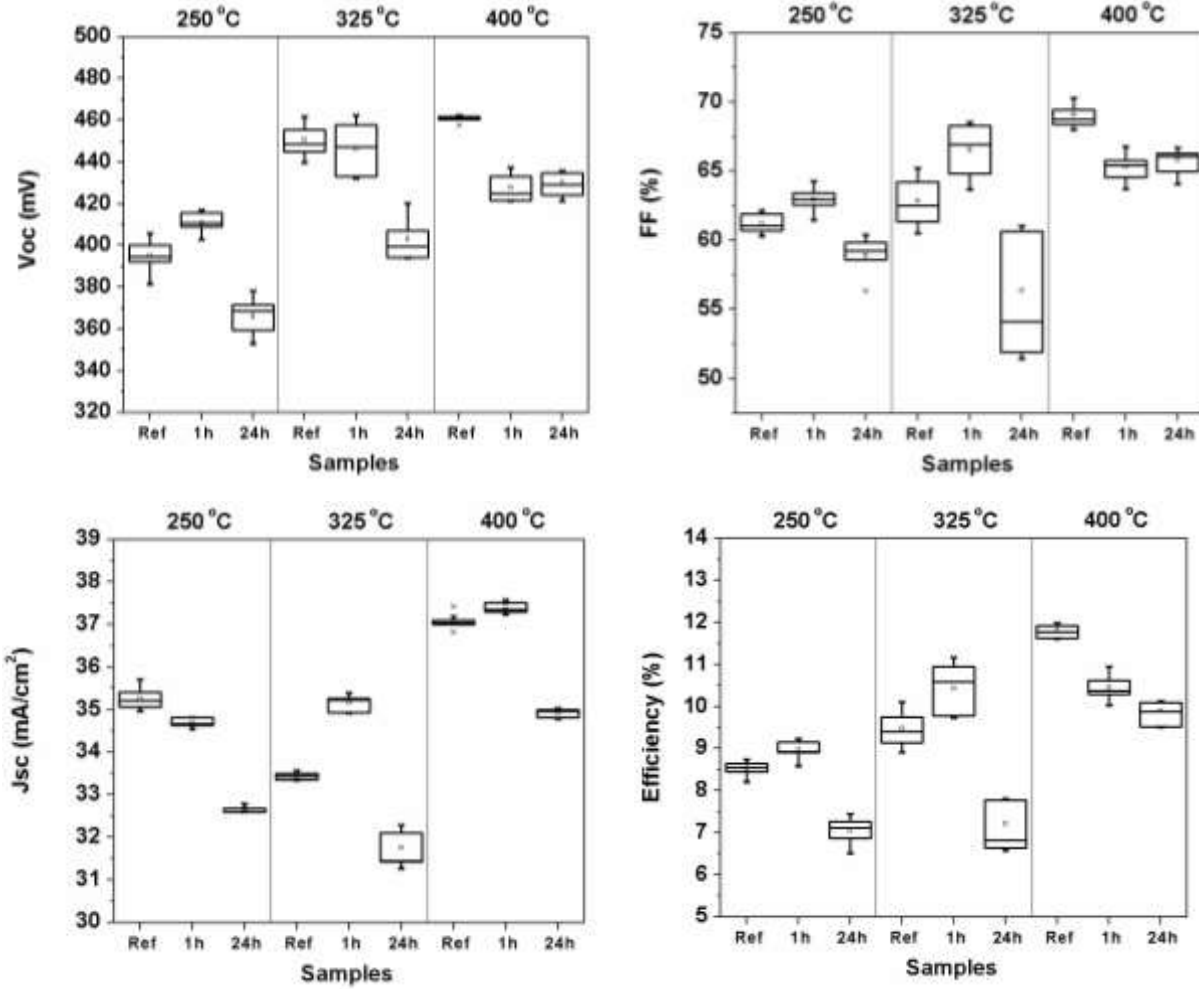 250 °C 325 °C 400 °C
500
480
460
440
420
400
380
360
340
320
Voc (mV)
Ref 1h 24h Ref 1h 24h Ref 1h 24h
Samples
250 °C 325 °C 400 °C
75
70
65
60
55
50
FF (%)
Ref 1h 24h Ref 1h 24h Ref 1h 24h
Samples
250 °C 325 °C 400 °C
39
38
37
36
35
34
33
32
31
30
Jsc (mA/cm²)
Ref 1h 24h Ref 1h 24h Ref 1h 24h
Samples
250 °C 325 °C 400 °C
14
13
12
11
10
9
8
7
6
5
Efficiency (%)
Ref 1h 24h Ref 1h 24h Ref 1h 24h
Samples